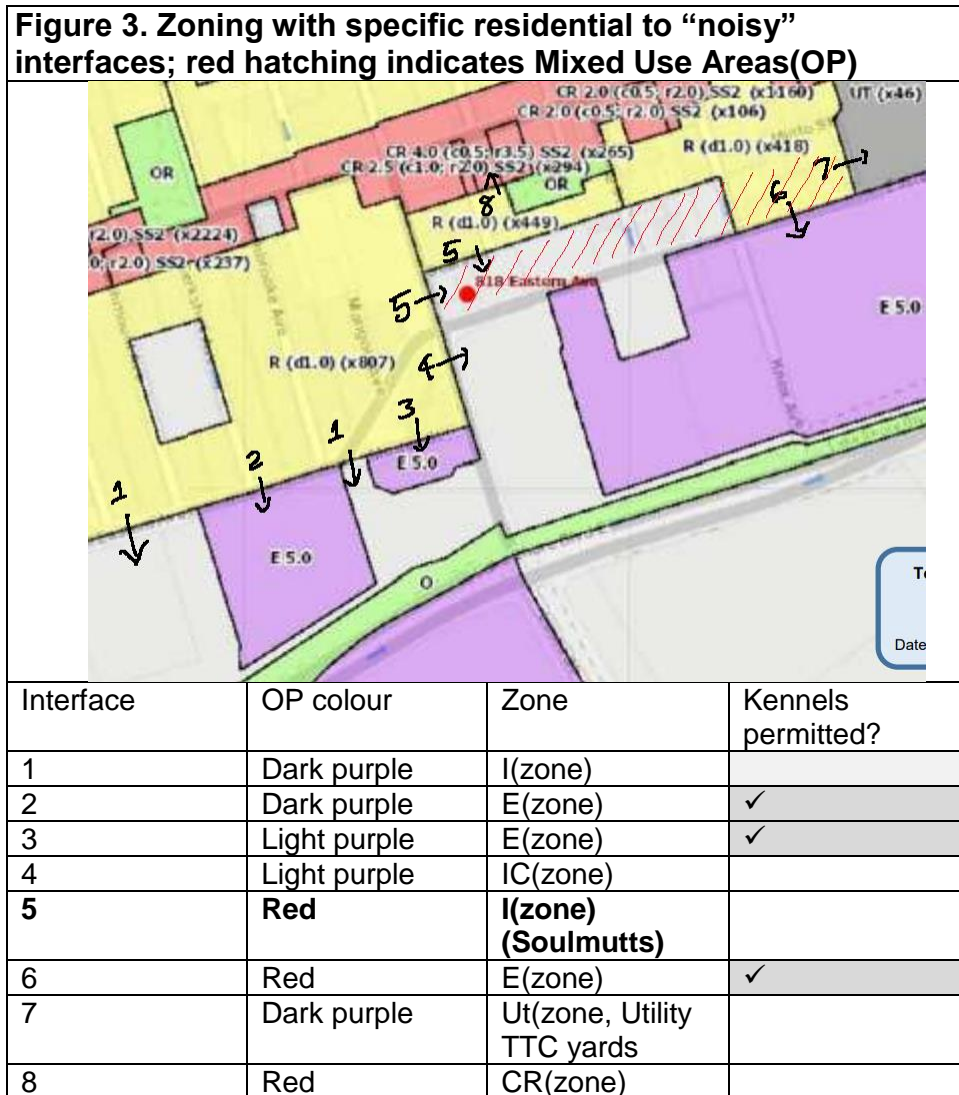 Figure 3. Zoning with specific residential to “noisy”
interfaces; red hatching indicates Mixed Use Areas(OP)
CR 2.0 (c0.5; r2.0) SS2 (x1160)
UT (x46)
CR 2.0 (c0.5; r2.0) SS2 (x106)
R (d1.0) (x418)
7
CR 4.0 (c0.5; r3.5) SS2 (x265)
CR 2.5 (c1.0; r2.0) SS2 (x294)
OR
OR
8
6
R (d1.0) (x449)
r2.0) SS2 (x2224)
r2.0) SS2 (x237)
5
818 Eastern Ave
5
E 5.0
R (d1.0) (x807)
4
Knox Ave
3
1
2
E 5.0
1
E 5.0
O
Date
Interface OP colour Zone Kennels
permitted?
1 Dark purple I(zone)
2 Dark purple E(zone) ✓
3 Light purple E(zone) ✓
4 Light purple IC(zone)
5 Red I(zone)
(Soulmutts)
6 Red E(zone) ✓
7 Dark purple Ut(zone, Utility
TTC yards
8 Red CR(zone)